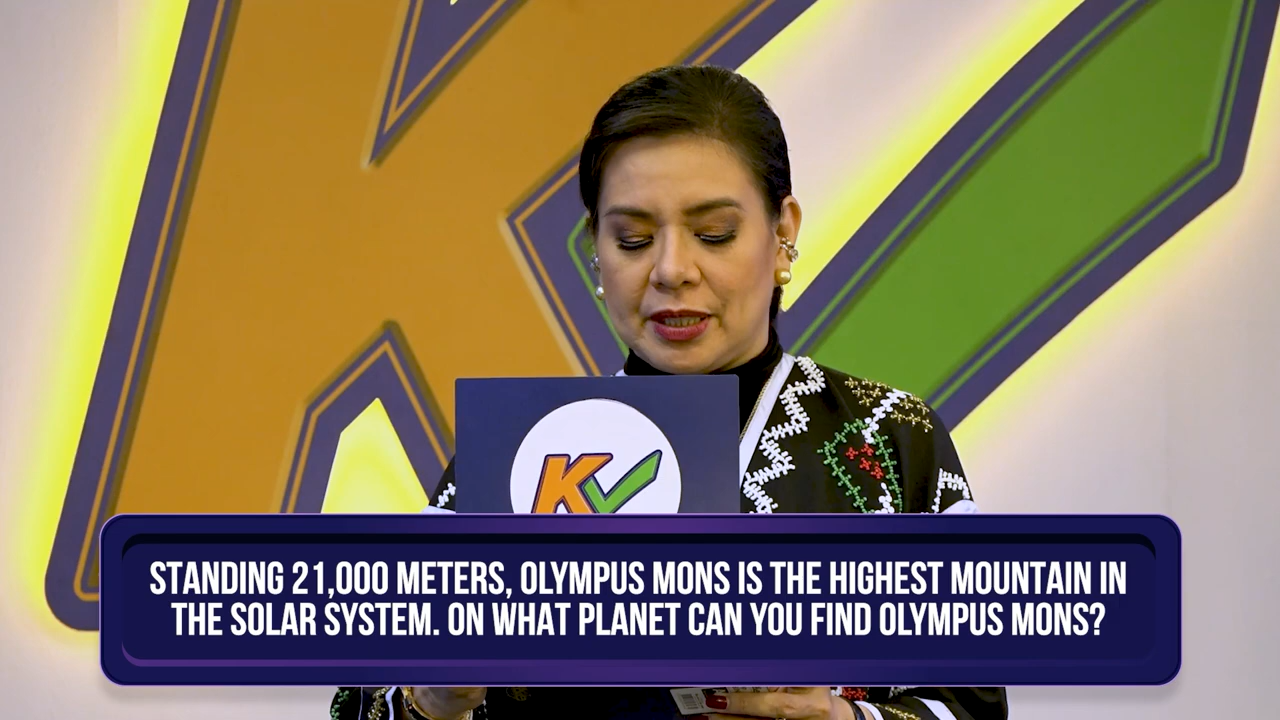 KV
STANDING 21,000 METERS, OLYMPUS MONS IS THE HIGHEST MOUNTAIN IN
THE SOLAR SYSTEM. ON WHAT PLANET CAN YOU FIND OLYMPUS MONS?